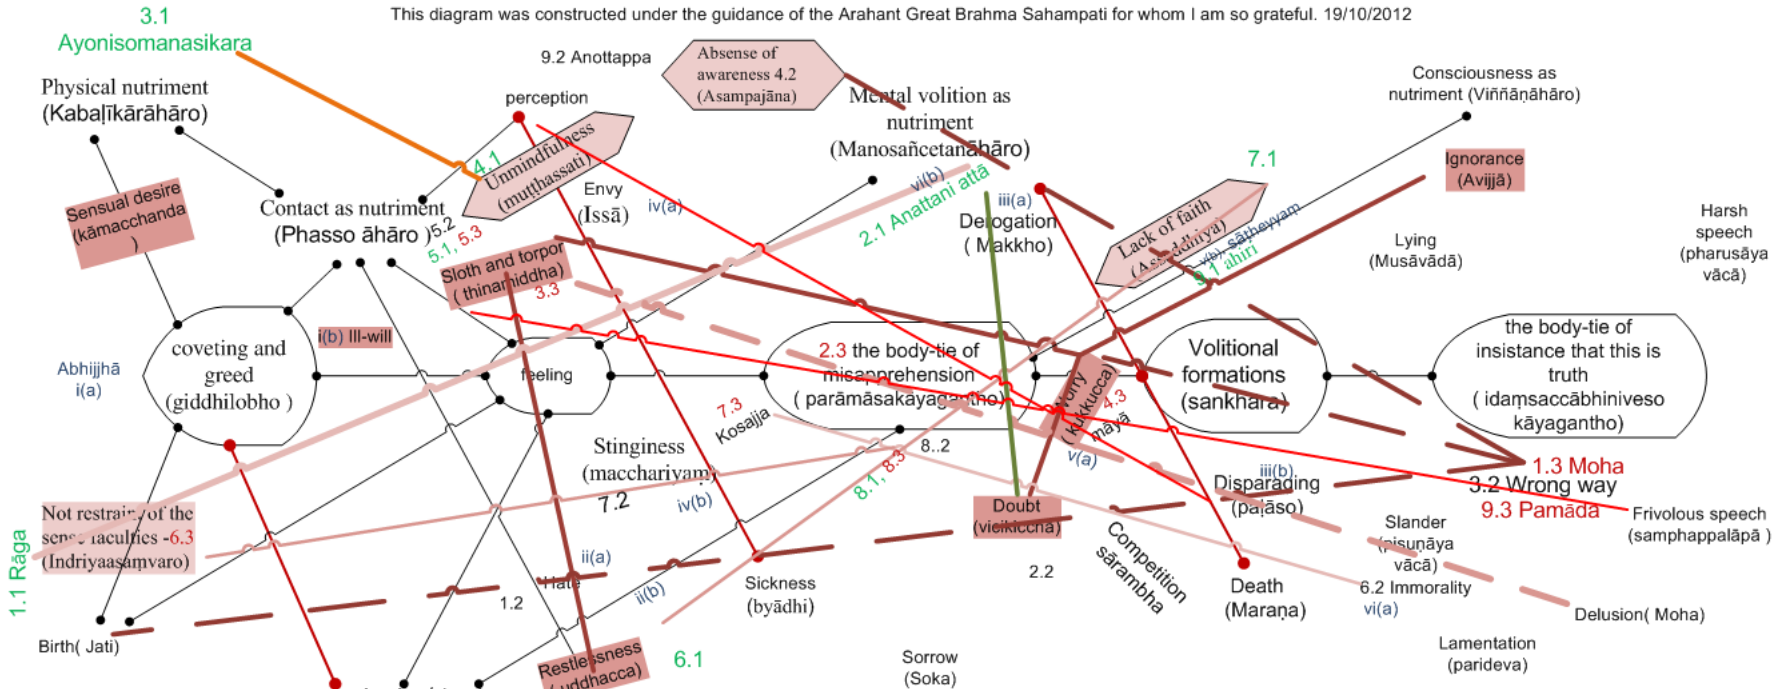 This diagram was constructed under the guidance of the Arahant Great Brahma Sahampati for whom I am so grateful. 19/10/2012
3.1
Ayonisomanasikara
9.2 Anottappa
Absense of
awareness 4.2
(Asampajāna)
Physical nutriment
(Kabaḷīkārāhāro)
perception
Mental volition as
nutriment
(Manosañcetanāhāro)
Consciousness as
nutriment (Viññāṇāhāro)
4.1
Unmindfulness
(muṭṭhassati)
7.1
Ignorance
(Avijjā)
Sensual desire
(kāmacchanda
)
Envy
(Issā)
iv(a)
vi(b)
2.1 Anattani attā
iii(a)
Derogation
( Makkho)
Lack of faith
(Assaddhiya)
v(b), sāṭheyyaṃ
9.1 ahiri
Contact as nutriment
(Phasso āhāro )
5.2
5.1, 5.3
Lying
(Musāvādā)
Harsh
speech
(pharusāya
vācā)
Sloth and torpor
( thinamiddha)
3.3
i(b) Ill-will
Abhijjhā
i(a)
coveting and
greed
(giddhilobho )
feeling
2.3 the body-tie of
misapprehension
( parāmāsakāyagantho)
Worry
( kukkucca)
4.3
māyā
Volitional
formations
(sankhara)
the body-tie of
insistance that this is
truth
( idaṃsaccābhiniveso
kāyagantho)
7.3
Kosajja
Stinginess
(macchariyaṃ)
7.2
iv(b)
8..2
8.1, 8.3
v(a)
iii(b)
Disparading
(paḷāso)
1.3 Moha
3.2 Wrong way
9.3 Pamāda
Frivolous speech
(samphappalāpā )
Not restraint of the
sense faculties -6.3
(Indriyaasaṃvaro)
1.1 Rāga
Doubt
(vicikiccha)
Competition
sārambha
Slander
(pisuṇāya
vācā)
ii(a)
Hate
ii(b)
1.2
Sickness
(byādhi)
2.2
Death
(Maraṇa)
6.2 Immorality
vi(a)
Delusion( Moha)
Birth( Jati)
Restlessness
(uddhacca)
6.1
Sorrow
(Soka)
Lamentation
(parideva)